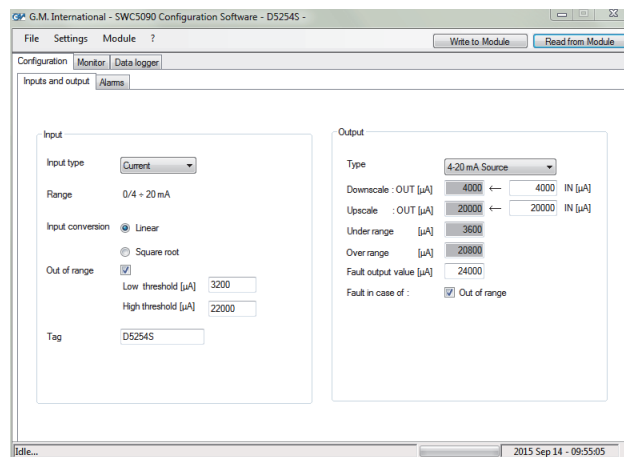 G.M. International - SWC5090 Configuration Software - D5254S -
File Settings Module ? Write to Module Read from Module
Configuration Monitor Data logger
Inputs and output Alarms
Input
Input type Current
Range 0/4 ÷ 20 mA
Input conversion Linear
Square root
Out of range
Low threshold [µA] 3200
High threshold [µA] 22000
Tag D5254S
Output
Type 4-20 mA Source
Downscale : OUT [µA] 4000 ← 4000 IN [µA]
Upscale : OUT [µA] 20000 ← 20000 IN [µA]
Under range [µA] 3600
Over range [µA] 20800
Fault output value [µA] 24000
Fault in case of : Out of range
Idle... 2015 Sep 14 - 09:55:05